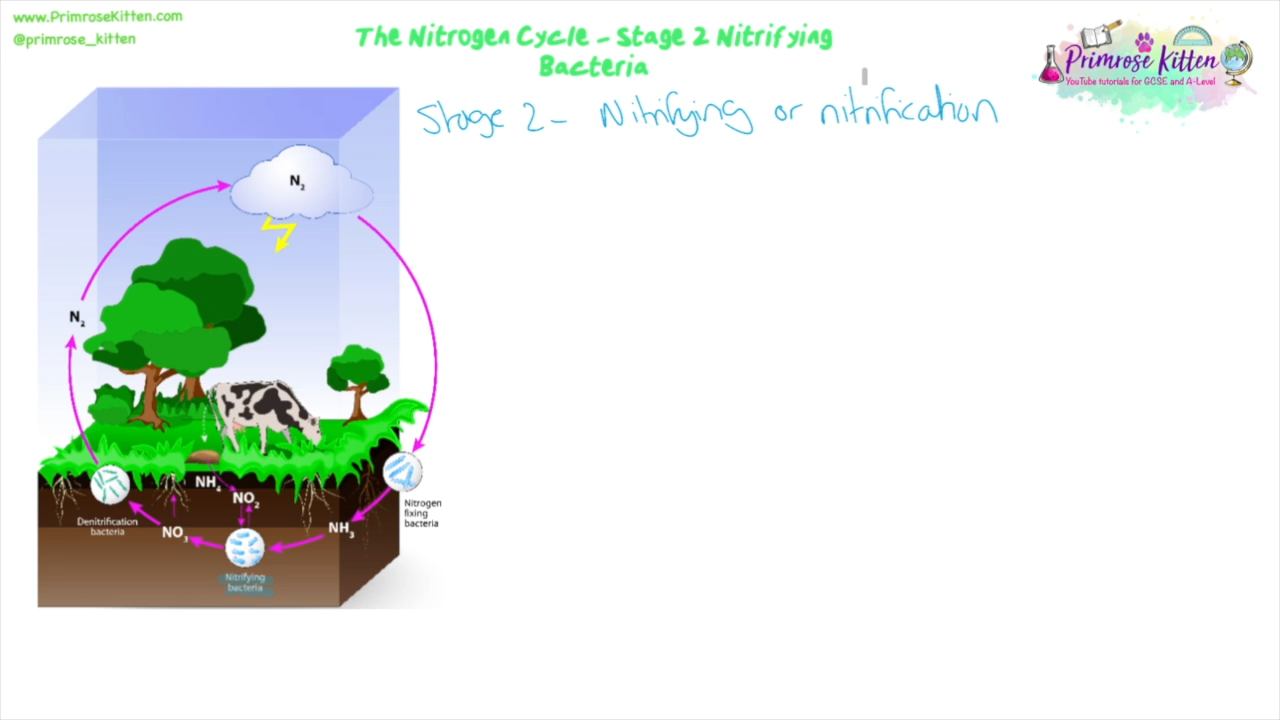 www.PrimroseKitten.com
@primrose_kitten
The Nitrogen Cycle - Stage 2 Nitrifying
Bacteria
Primrose Kitten
YouTube tutorials for GCSE and A-Level
Stage 2 - Nitrifying or nitrification
N₂
N₂
NH₄
NO₂
Nitrogen
fixing
bacteria
Denitrification
bacteria
NO₃
NH₃
Nitrifying
bacteria